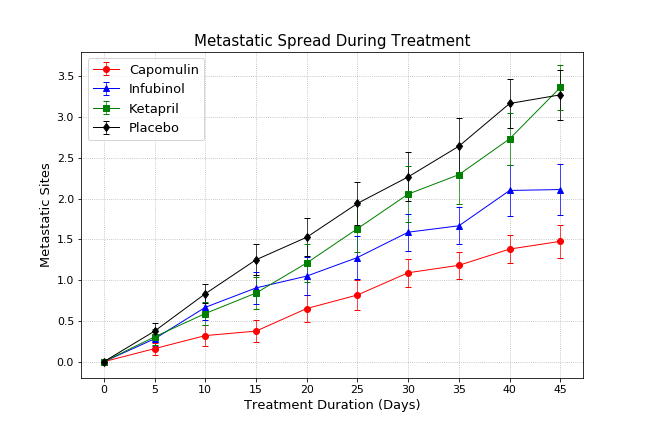 Metastatic Spread During Treatment
Capomulin
Infubinol
Ketapril
Placebo
Metastatic Sites
3.5
3.0
2.5
2.0
1.5
1.0
0.5
0.0
0 5 10 15 20 25 30 35 40 45
Treatment Duration (Days)